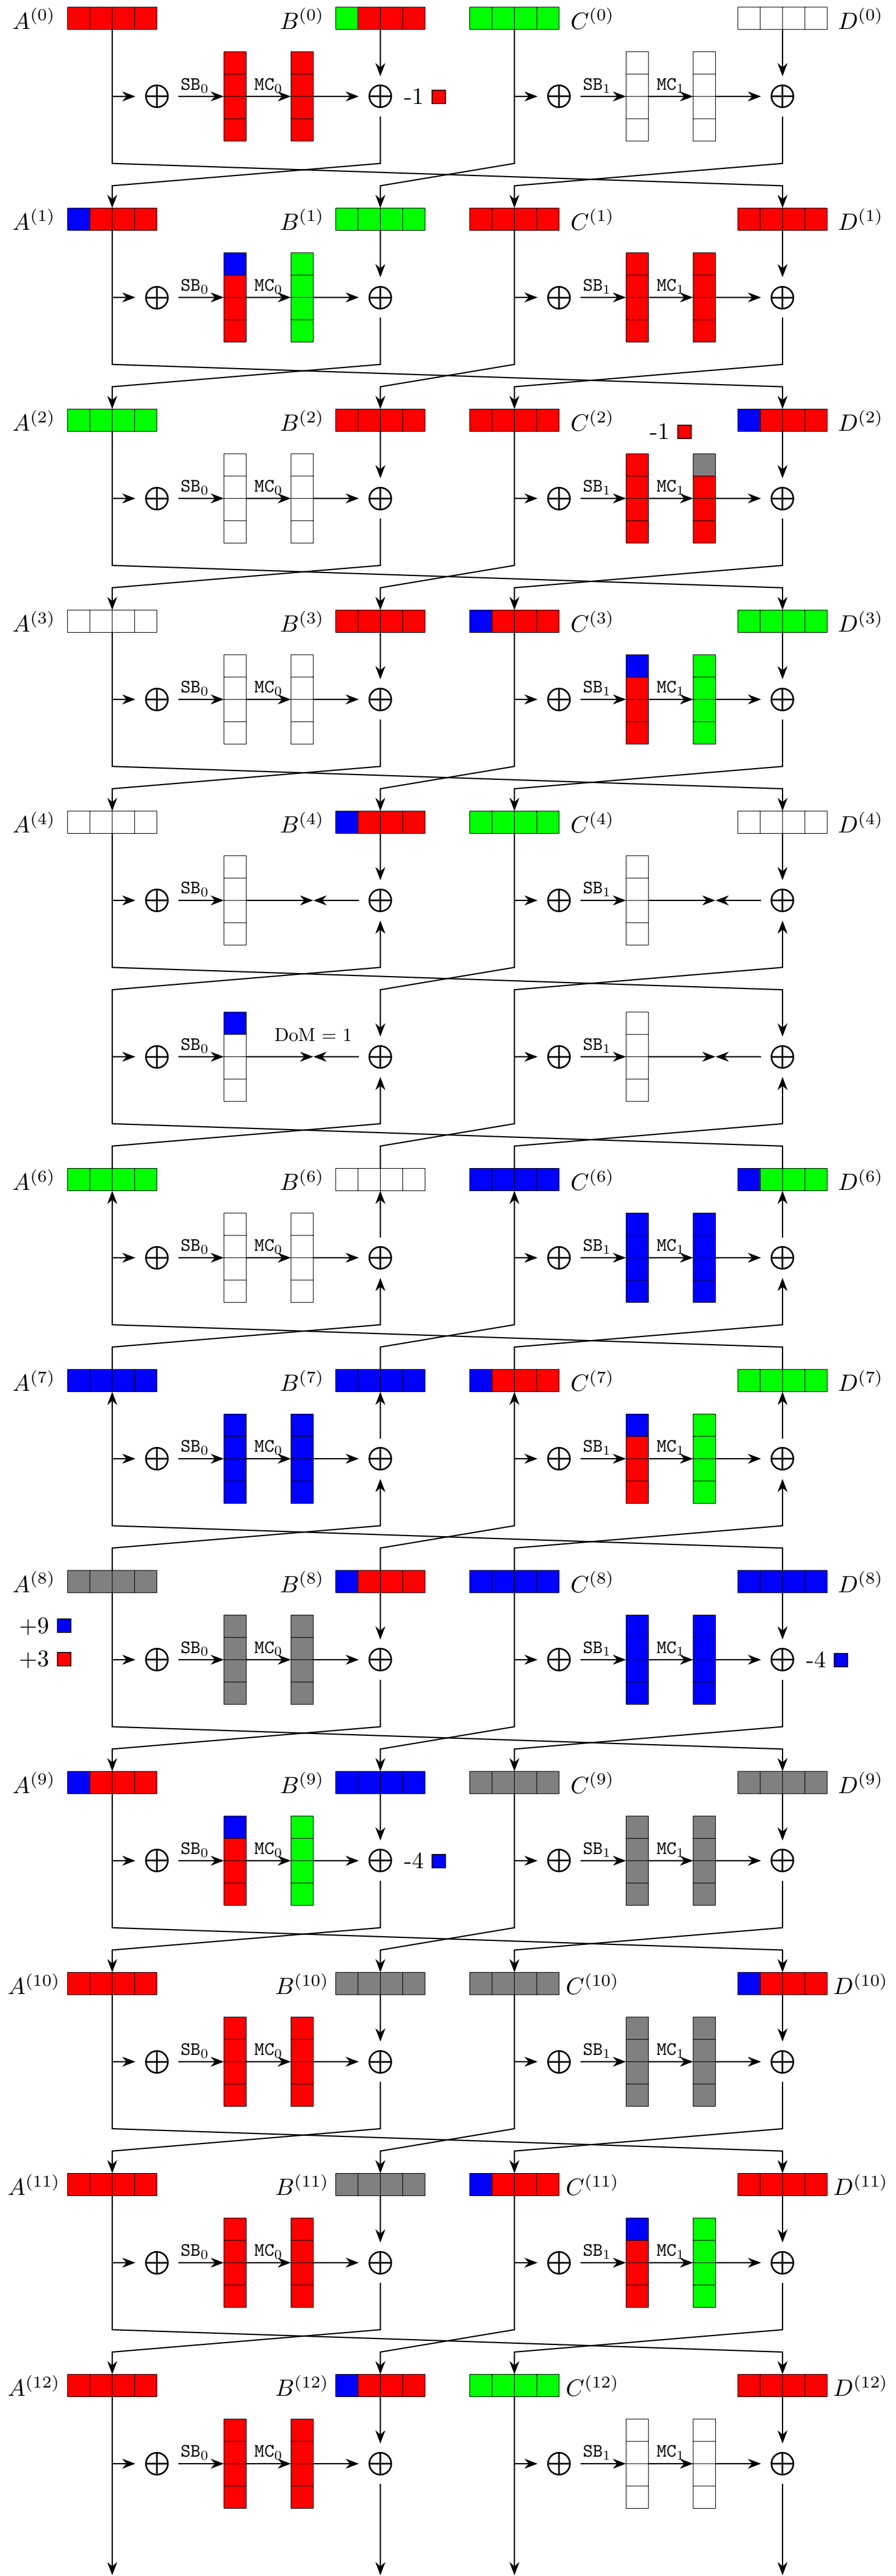 A^(0) B^(0) C^(0) D^(0)
SB₀ MC₀ -1 SB₁ MC₁
A^(1) B^(1) C^(1) D^(1)
SB₀ MC₀ SB₁ MC₁
A^(2) B^(2) C^(2) D^(2)
-1
SB₀ MC₀ SB₁ MC₁
A^(3) B^(3) C^(3) D^(3)
SB₀ MC₀ SB₁ MC₁
A^(4) B^(4) C^(4) D^(4)
SB₀ SB₁
DoM = 1
SB₀ SB₁
A^(6) B^(6) C^(6) D^(6)
SB₀ MC₀ SB₁ MC₁
A^(7) B^(7) C^(7) D^(7)
SB₀ MC₀ SB₁ MC₁
A^(8) B^(8) C^(8) D^(8)
+9
+3 SB₀ MC₀ SB₁ MC₁ -4
A^(9) B^(9) C^(9) D^(9)
SB₀ MC₀ -4 SB₁ MC₁
A^(10) B^(10) C^(10) D^(10)
SB₀ MC₀ SB₁ MC₁
A^(11) B^(11) C^(11) D^(11)
SB₀ MC₀ SB₁ MC₁
A^(12) B^(12) C^(12) D^(12)
SB₀ MC₀ SB₁ MC₁